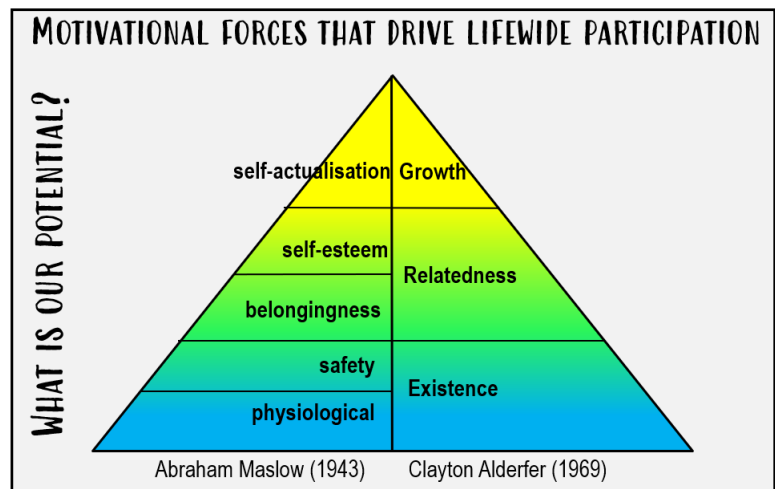 MOTIVATIONAL FORCES THAT DRIVE LIFEWIDE PARTICIPATION
WHAT IS OUR POTENTIAL?
self-actualisation Growth
self-esteem
Relatedness
belongingness
safety
Existence
physiological
Abraham Maslow (1943) Clayton Alderfer (1969)